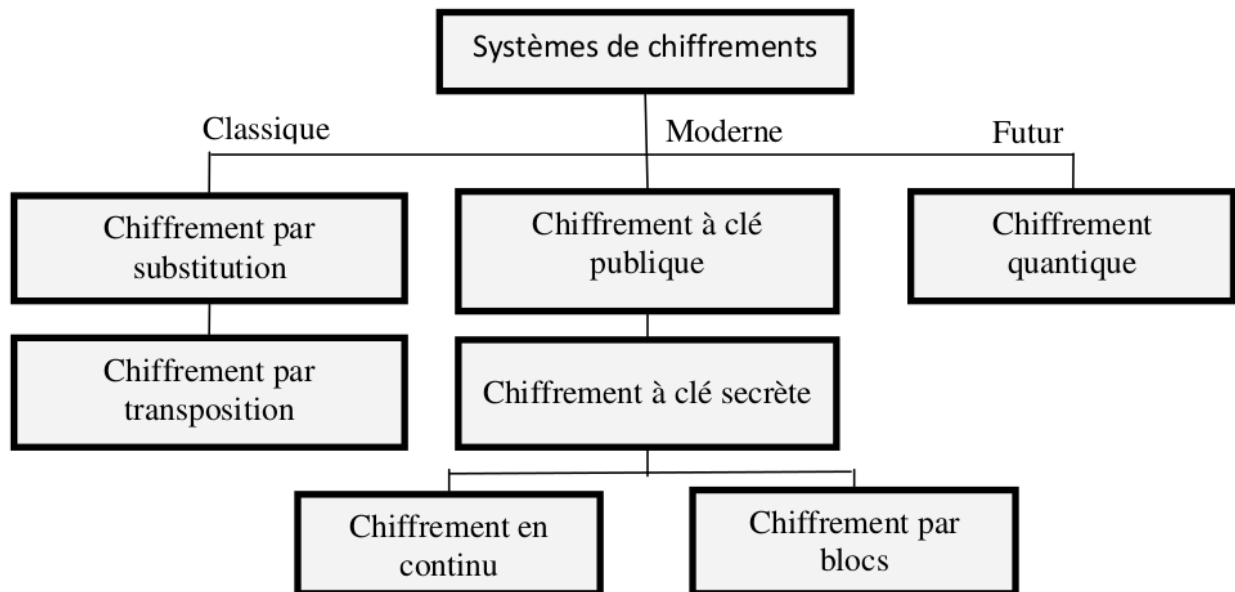 Systèmes de chiffrements
Classique
Moderne
Futur
Chiffrement par
substitution
Chiffrement à clé
publique
Chiffrement
quantique
Chiffrement par
transposition
Chiffrement à clé secrète
Chiffrement en
continu
Chiffrement par
blocs